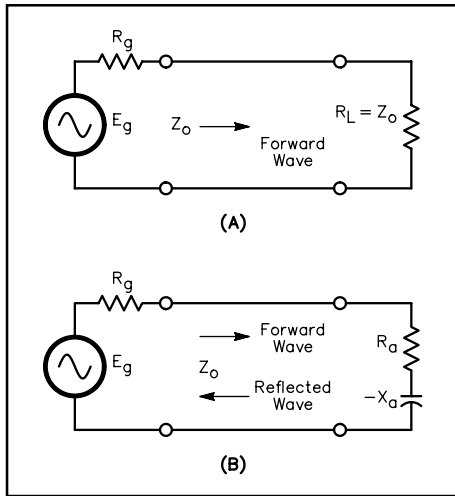 Rg
Eg
Zo
Forward
Wave
RL = Zo
(A)
Rg
Eg
Forward
Wave
Zo
Reflected
Wave
Ra
–Xa
(B)